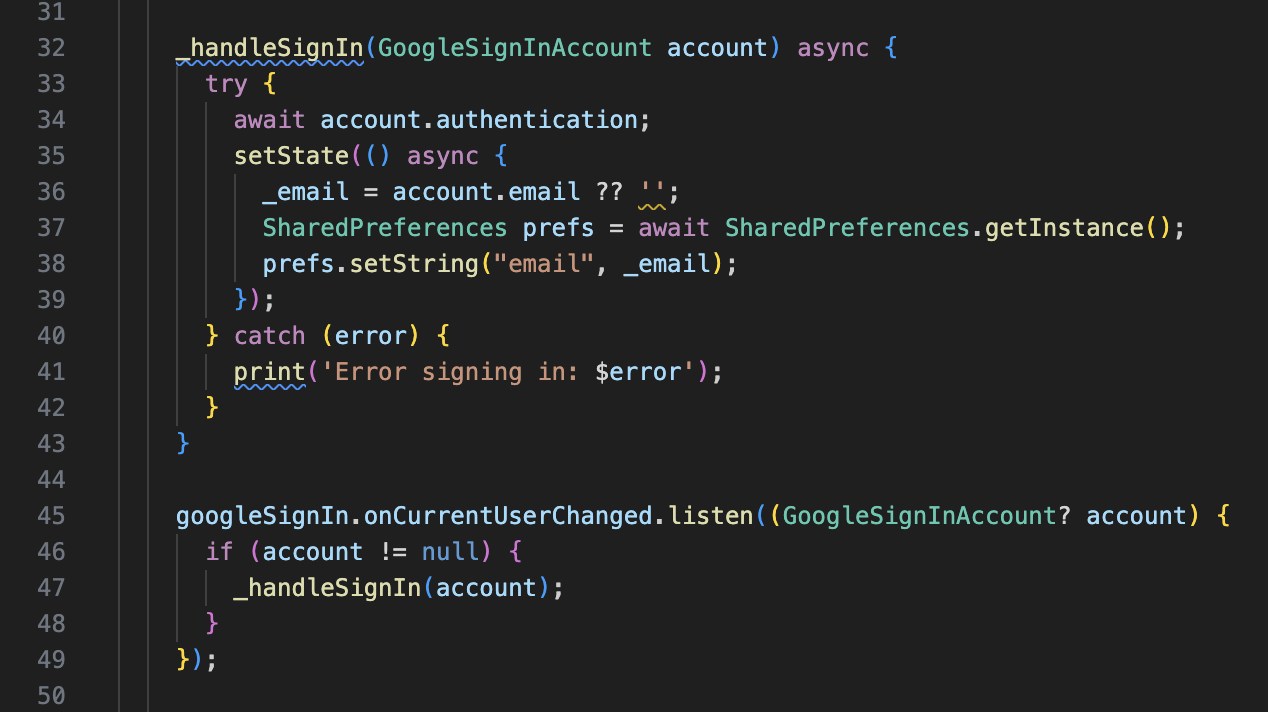 31
32 _handleSignIn(GoogleSignInAccount account) async {
33 try {
34 await account.authentication;
35 setState(() async {
36 _email = account.email ?? '';
37 SharedPreferences prefs = await SharedPreferences.getInstance();
38 prefs.setString("email", _email);
39 });
40 } catch (error) {
41 print('Error signing in: $error');
42 }
43 }
44
45 googleSignIn.onCurrentUserChanged.listen((GoogleSignInAccount? account) {
46 if (account != null) {
47 _handleSignIn(account);
48 }
49 });
50